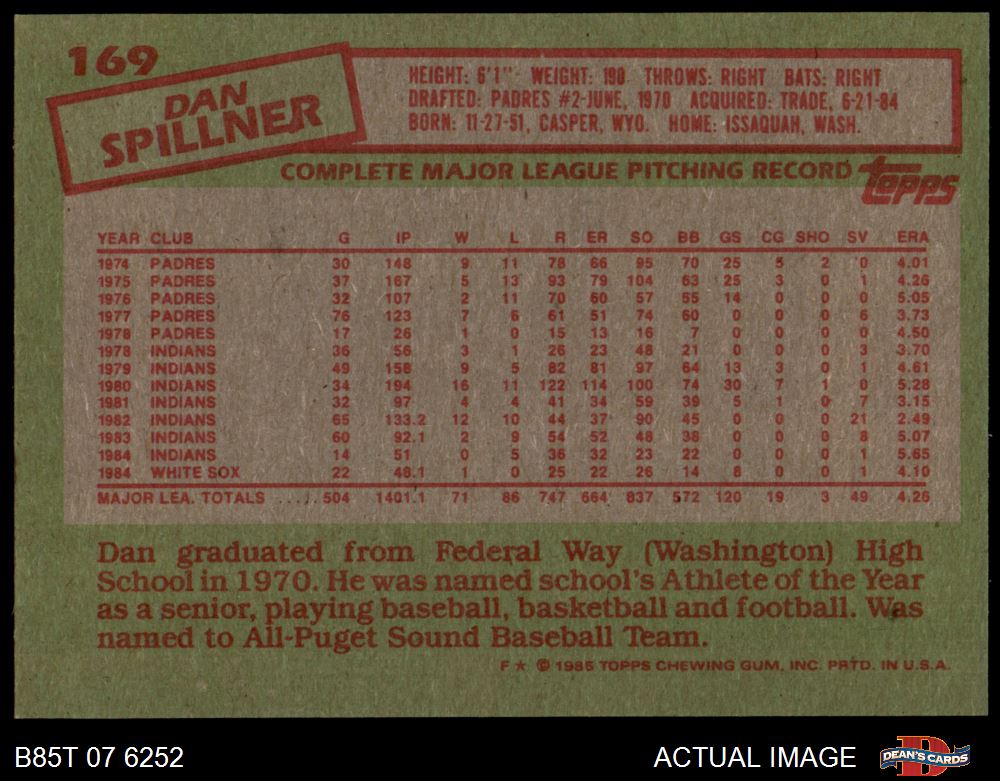 169
DAN
SPILLNER
HEIGHT: 6'1" WEIGHT: 190 THROWS: RIGHT BATS: RIGHT
DRAFTED: PADRES #2-JUNE, 1970 ACQUIRED: TRADE, 6-21-84
BORN: 11-27-51, CASPER, WYO. HOME: ISSAQUAH, WASH.
COMPLETE MAJOR LEAGUE PITCHING RECORD topps
YEAR CLUB G IP W L R ER SO BB GS CG SHO SV ERA
1974 PADRES 30 148 9 11 78 66 95 70 25 5 2 0 4.01
1975 PADRES 37 167 5 13 93 79 104 63 25 3 0 1 4.26
1976 PADRES 32 107 2 11 70 60 57 55 14 0 0 0 5.05
1977 PADRES 76 123 7 6 61 51 74 60 0 0 0 6 3.73
1978 PADRES 17 26 1 0 15 13 16 7 0 0 0 0 4.50
1978 INDIANS 36 56 3 1 26 23 48 21 0 0 0 3 3.70
1979 INDIANS 49 158 9 5 82 81 97 64 13 3 0 1 4.61
1980 INDIANS 34 194 16 11 122 114 100 74 30 7 1 0 5.28
1981 INDIANS 32 97 4 4 41 34 59 39 5 1 0 7 3.15
1982 INDIANS 65 133.2 12 10 44 37 90 45 0 0 0 21 2.49
1983 INDIANS 60 92.1 2 9 54 52 48 38 0 0 0 8 5.07
1984 INDIANS 14 51 0 5 36 32 23 22 8 0 0 1 5.65
1984 WHITE SOX 22 48.1 1 0 25 22 26 14 0 0 0 1 4.10
MAJOR LEA. TOTALS ..... 504 1401.1 71 86 747 664 837 572 120 19 3 49 4.26
Dan graduated from Federal Way (Washington) High
School in 1970. He was named school's Athlete of the Year
as a senior, playing baseball, basketball and football. Was
named to All-Puget Sound Baseball Team.
F★ © 1985 TOPPS CHEWING GUM, INC. PRTD. IN U.S.A.
B85T 07 6252 ACTUAL IMAGE DEAN'S CARDS